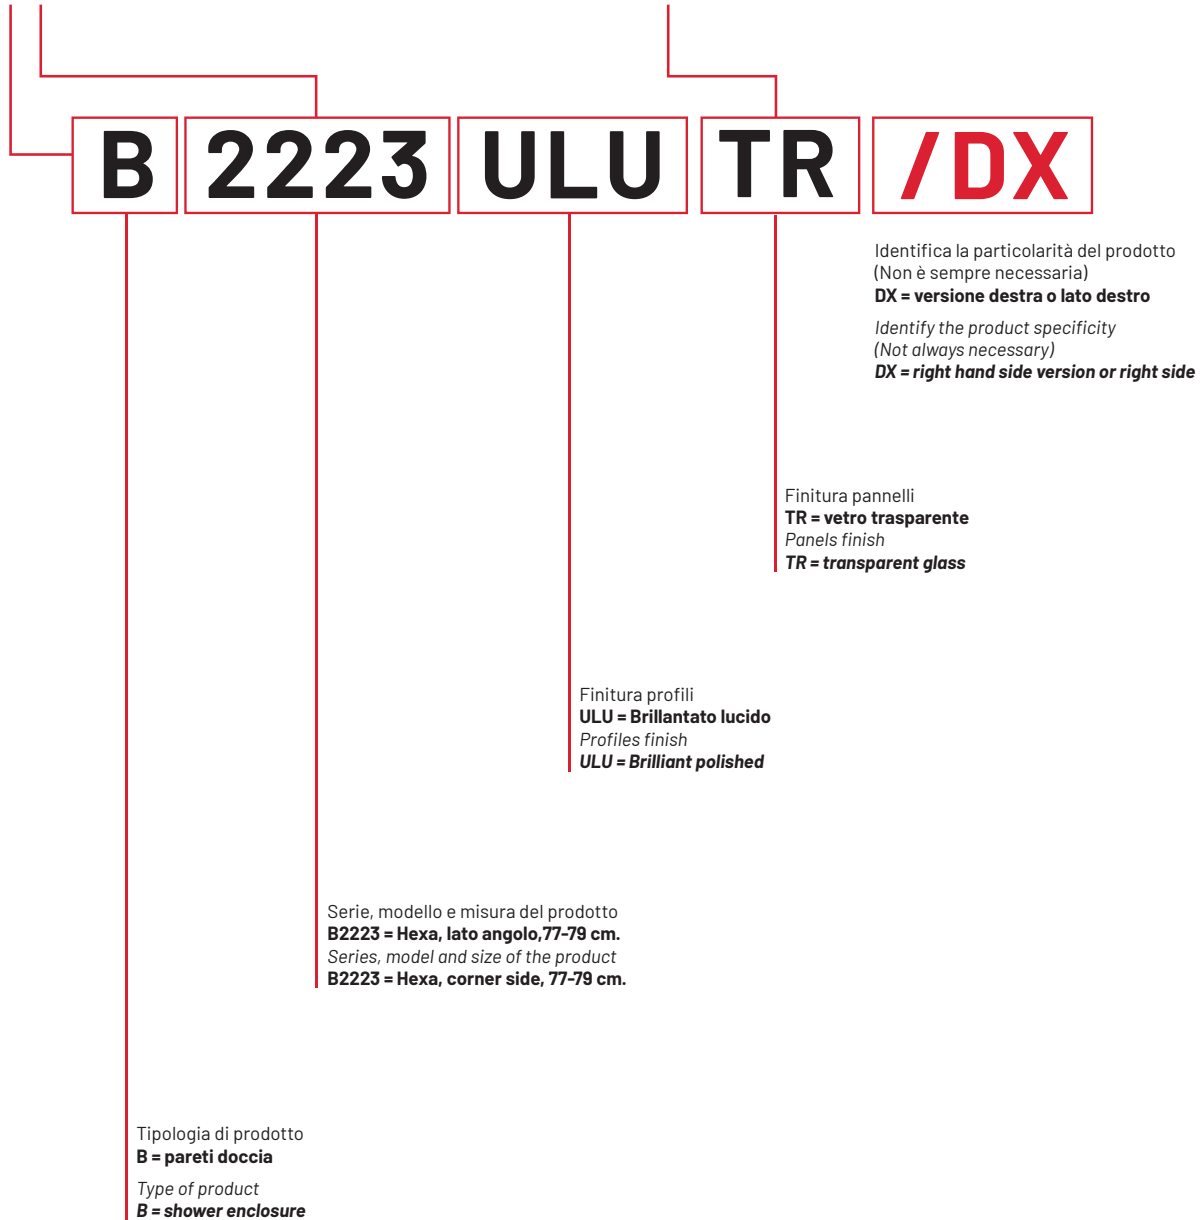 B 2223 ULU TR /DX
Identifica la particolarità del prodotto
(Non è sempre necessaria)
DX = versione destra o lato destro
Identify the product specificity
(Not always necessary)
DX = right hand side version or right side
Finitura pannelli
TR = vetro trasparente
Panels finish
TR = transparent glass
Finitura profili
ULU = Brillantato lucido
Profiles finish
ULU = Brilliant polished
Serie, modello e misura del prodotto
B2223 = Hexa, lato angolo,77-79 cm.
Series, model and size of the product
B2223 = Hexa, corner side, 77-79 cm.
Tipologia di prodotto
B = pareti doccia
Type of product
B = shower enclosure